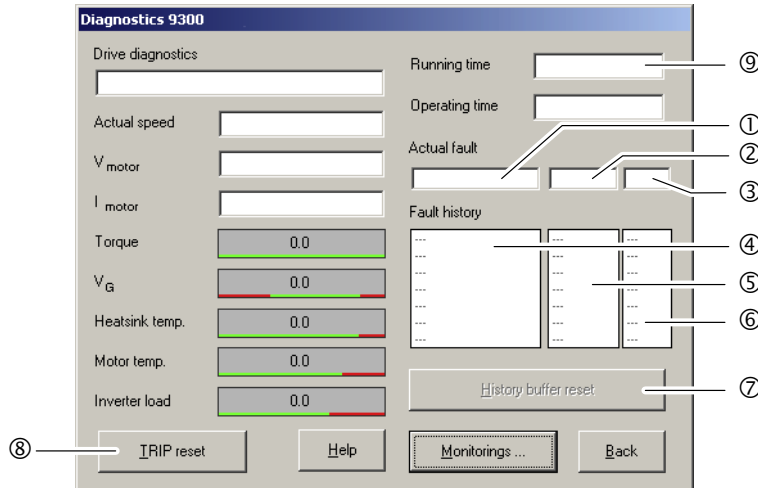 Diagnostics 9300
Drive diagnostics
Actual speed
V motor
I motor
Torque 0.0
VG 0.0
Heatsink temp. 0.0
Motor temp. 0.0
Inverter load 0.0
Running time ⑨
Operating time
Actual fault ① ② ③
Fault history
--- --- --- ④
--- --- ---
--- --- --- ⑤
--- --- ---
--- --- --- ⑥
--- --- ---
--- --- ---
History buffer reset ⑦
⑧ TRIP reset Help Monitorings ... Back